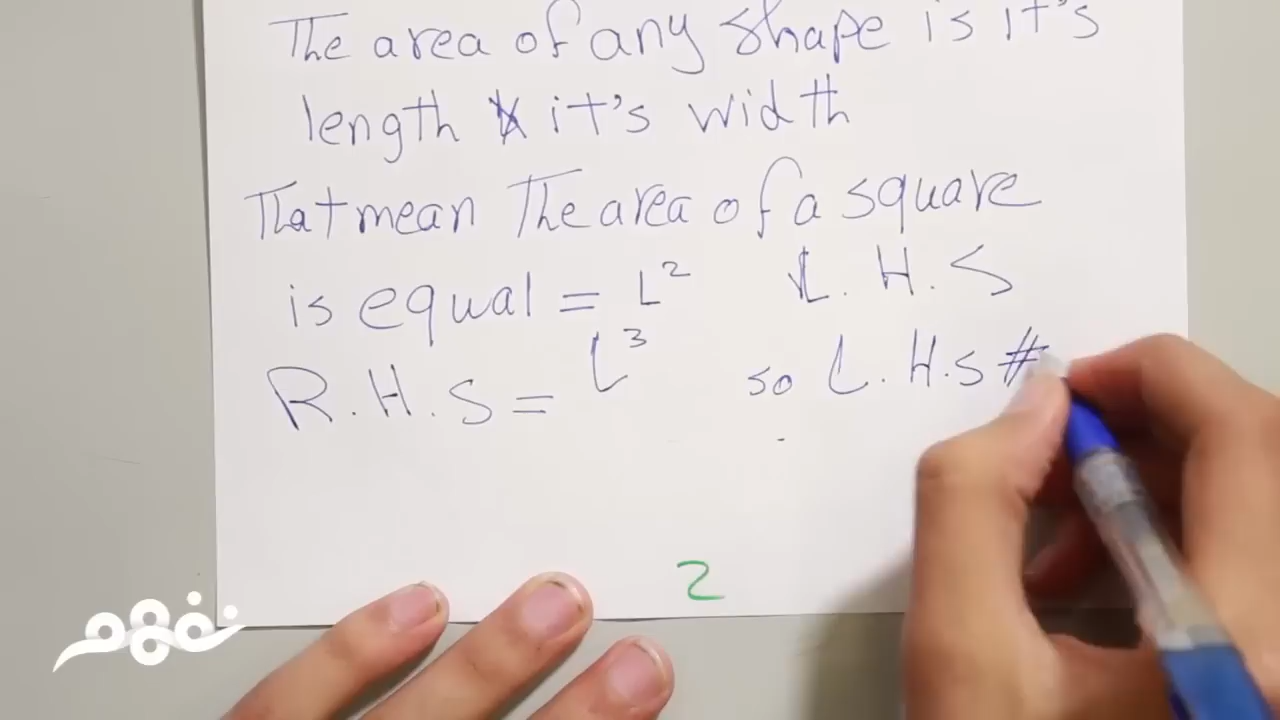 The area of any shape is it's
length X it's width
That mean The area of a square
is equal = L² L.H.S
R.H.S = L³ so L.H.S #
2
نفهم